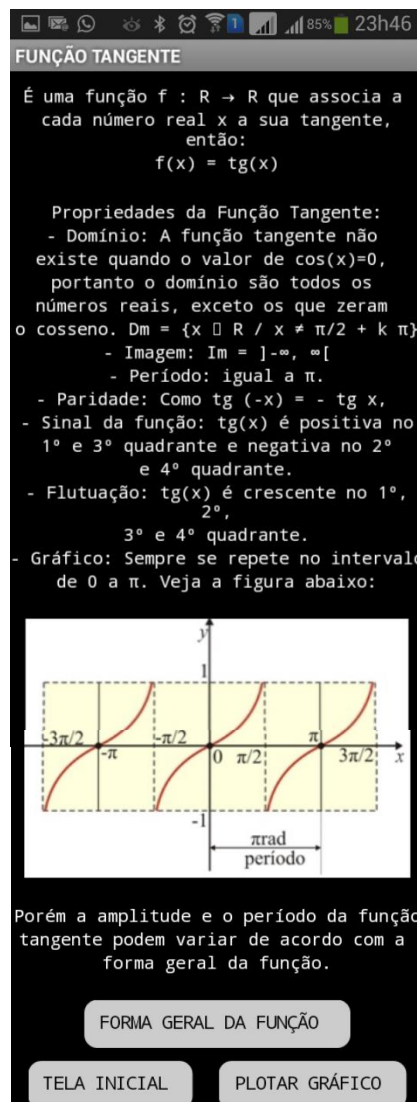 85% 23h46
FUNÇÃO TANGENTE
É uma função f : R → R que associa a
cada número real x a sua tangente,
então:
f(x) = tg(x)
Propriedades da Função Tangente:
- Domínio: A função tangente não
existe quando o valor de cos(x)=0,
portanto o domínio são todos os
números reais, exceto os que zeram
o cosseno. Dm = {x ▯ R / x ≠ π/2 + k π}
- Imagem: Im = ]-∞, ∞[
- Período: igual a π.
- Paridade: Como tg (-x) = - tg x,
- Sinal da função: tg(x) é positiva no
1º e 3º quadrante e negativa no 2º
e 4º quadrante.
- Flutuação: tg(x) é crescente no 1º,
2º,
3º e 4º quadrante.
- Gráfico: Sempre se repete no intervalo
de 0 a π. Veja a figura abaixo:
y
1
-3π/2 -π -π/2 0 π/2 π 3π/2 x
-1
πrad
período
Porém a amplitude e o período da função
tangente podem variar de acordo com a
forma geral da função.
FORMA GERAL DA FUNÇÃO
TELA INICIAL PLOTAR GRÁFICO